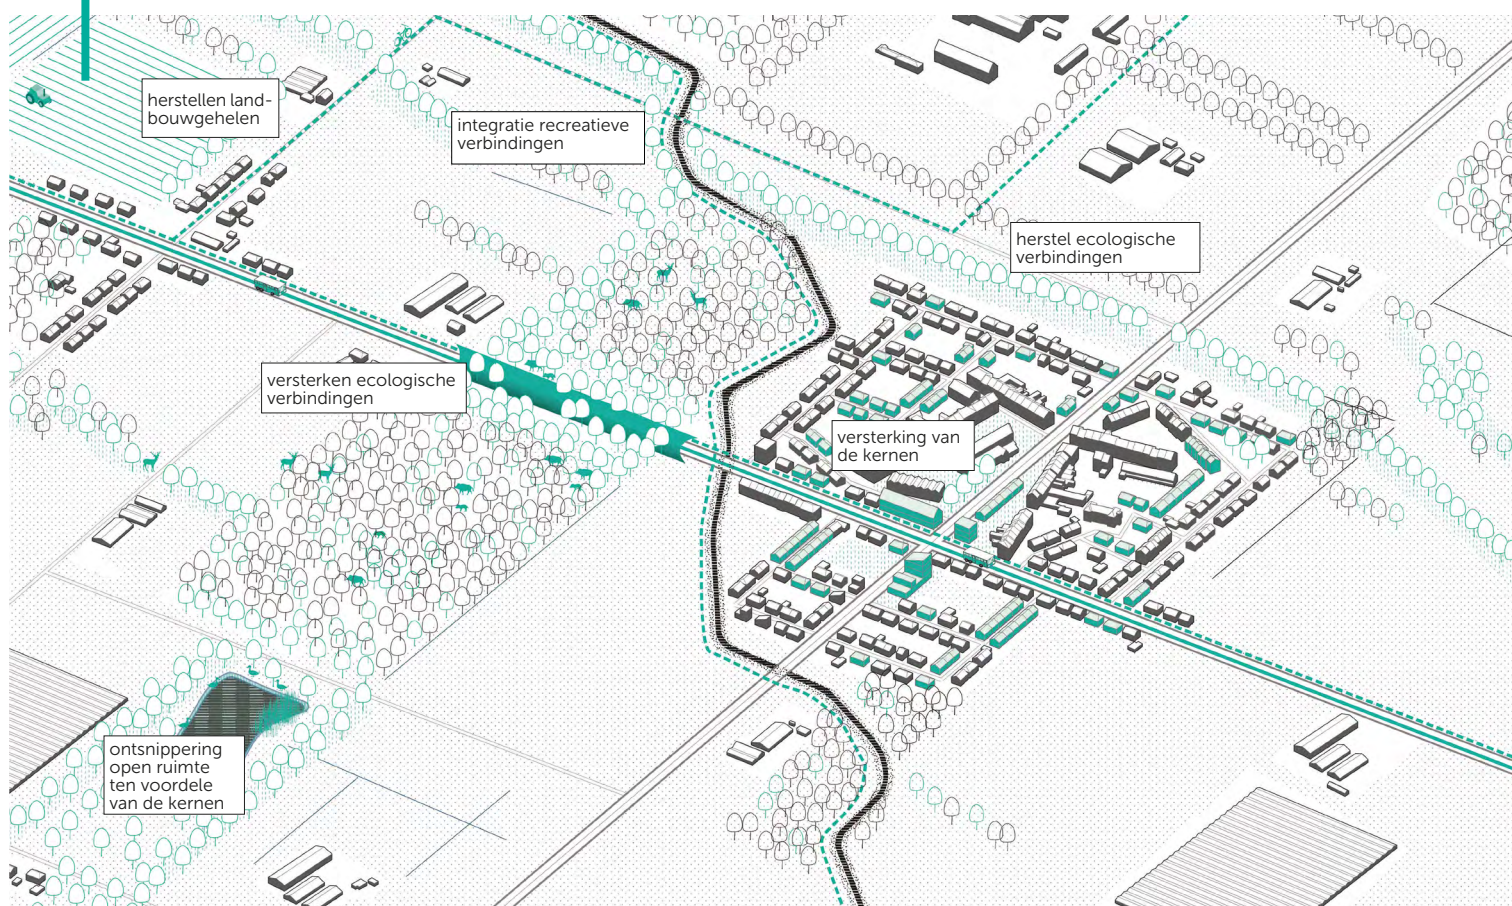 herstellen land-
bouwgehelen
integratie recreatieve
verbindingen
herstel ecologische
verbindingen
versterken ecologische
verbindingen
versterking van
de kernen
ontsnippering
open ruimte
ten voordele
van de kernen